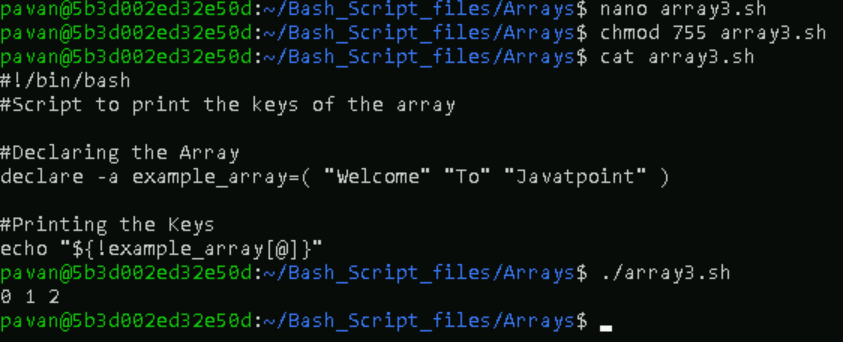 pavan@5b3d002ed32e50d:~/Bash_Script_files/Arrays$ nano array3.sh
pavan@5b3d002ed32e50d:~/Bash_Script_files/Arrays$ chmod 755 array3.sh
pavan@5b3d002ed32e50d:~/Bash_Script_files/Arrays$ cat array3.sh
#!/bin/bash
#Script to print the keys of the array
#Declaring the Array
declare -a example_array=( "Welcome" "To" "Javatpoint" )
#Printing the Keys
echo "${!example_array[@]}"
pavan@5b3d002ed32e50d:~/Bash_Script_files/Arrays$ ./array3.sh
0 1 2
pavan@5b3d002ed32e50d:~/Bash_Script_files/Arrays$